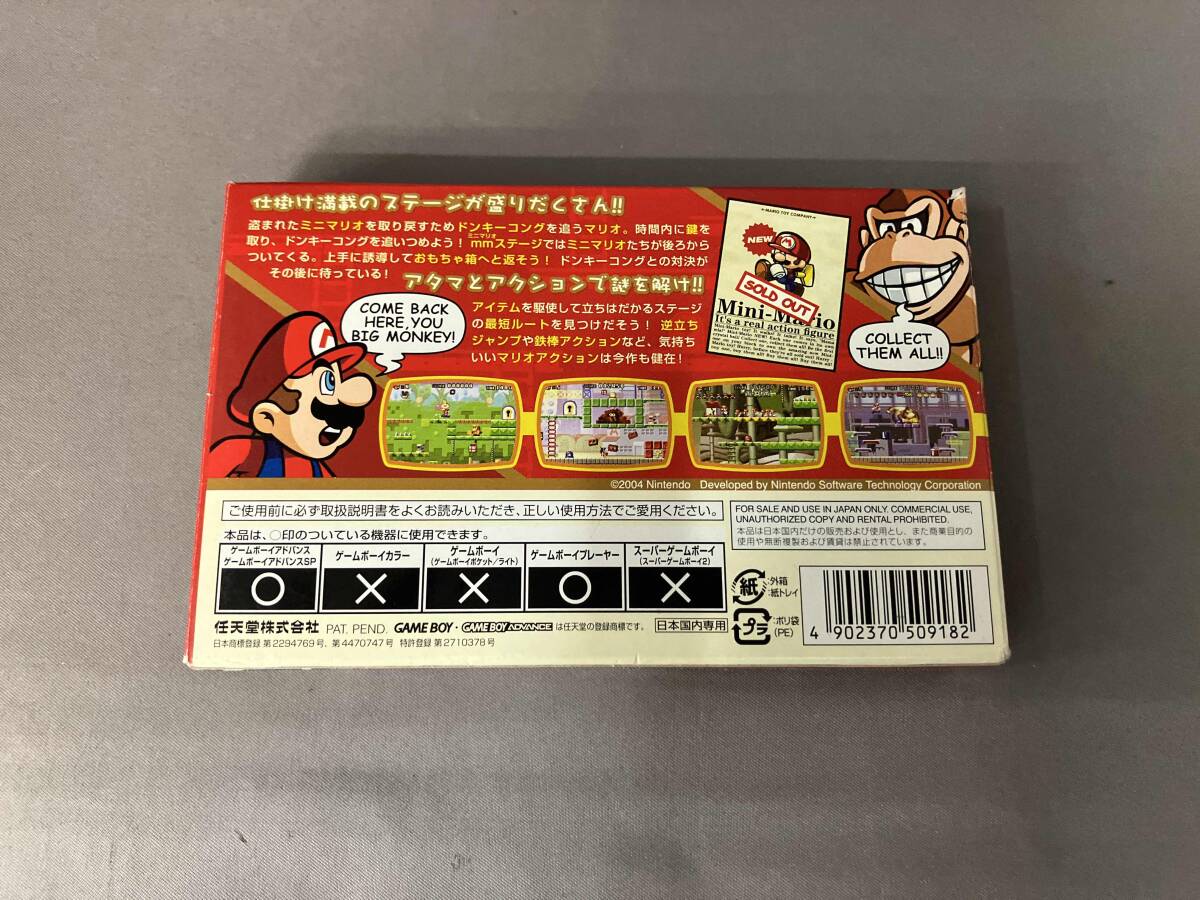 仕掛け満載のステージが盛りだくさん!!
盗まれたミニマリオを取り戻すためドンキーコングを追うマリオ。時間内に鍵を
取り、ドンキーコングを追いつめよう! mmステージではミニマリオたちが後ろから
ミニマリオ
ついてくる。上手に誘導しておもちゃ箱へと返そう! ドンキーコングとの対決が
その後に待っている!
アタマとアクションで謎を解け!!
アイテムを駆使して立ちはだかるステージ
の最短ルートを見つけだそう! 逆立ち
ジャンプや鉄棒アクションなど、気持ち
いいマリオアクションは今作も健在!
COME BACK
HERE, YOU
BIG MONKEY!
MARIO TOY COMPANY
NEW
SOLD OUT
Mini-Mario
It's a real action figure
COLLECT
THEM ALL!!
©2004 Nintendo Developed by Nintendo Software Technology Corporation
ご使用前に必ず取扱説明書をよくお読みいただき、正しい使用方法でご愛用ください。
本品は、○印のついている機器に使用できます。
ゲームボーイアドバンス
ゲームボーイアドバンスSP
○
ゲームボーイカラー
×
ゲームボーイ
(ゲームボーイポケット/ライト)
×
ゲームボーイプレーヤー
○
スーパーゲームボーイ
(スーパーゲームボーイ2)
×
任天堂株式会社 PAT. PEND. GAME BOY・GAME BOY ADVANCE は任天堂の登録商標です。 日本国内専用
日本商標登録 第2294769号、第4470747号 特許登録 第2710378号
FOR SALE AND USE IN JAPAN ONLY. COMMERCIAL USE,
UNAUTHORIZED COPY AND RENTAL PROHIBITED.
本品は日本国内だけの販売および使用とし、また商業目的の
使用や無断複製および賃貸は禁止しています。
紙
:外箱
:紙トレイ
プラ
:ポリ袋
(PE)
4 902370 509182